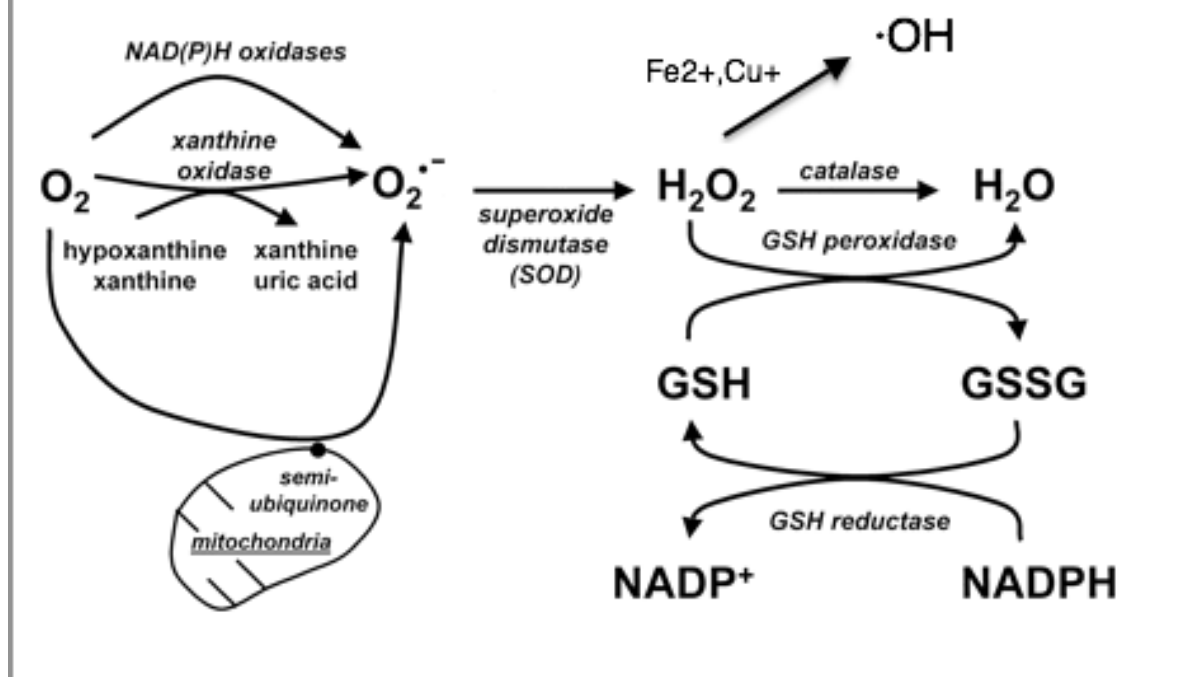 NAD(P)H oxidases
xanthine
oxidase
O₂
O₂·⁻
hypoxanthine
xanthine
xanthine
uric acid
superoxide
dismutase
(SOD)
semi-
ubiquinone
mitochondria
Fe2+,Cu+
·OH
H₂O₂
catalase
H₂O
GSH peroxidase
GSH
GSSG
GSH reductase
NADP⁺
NADPH